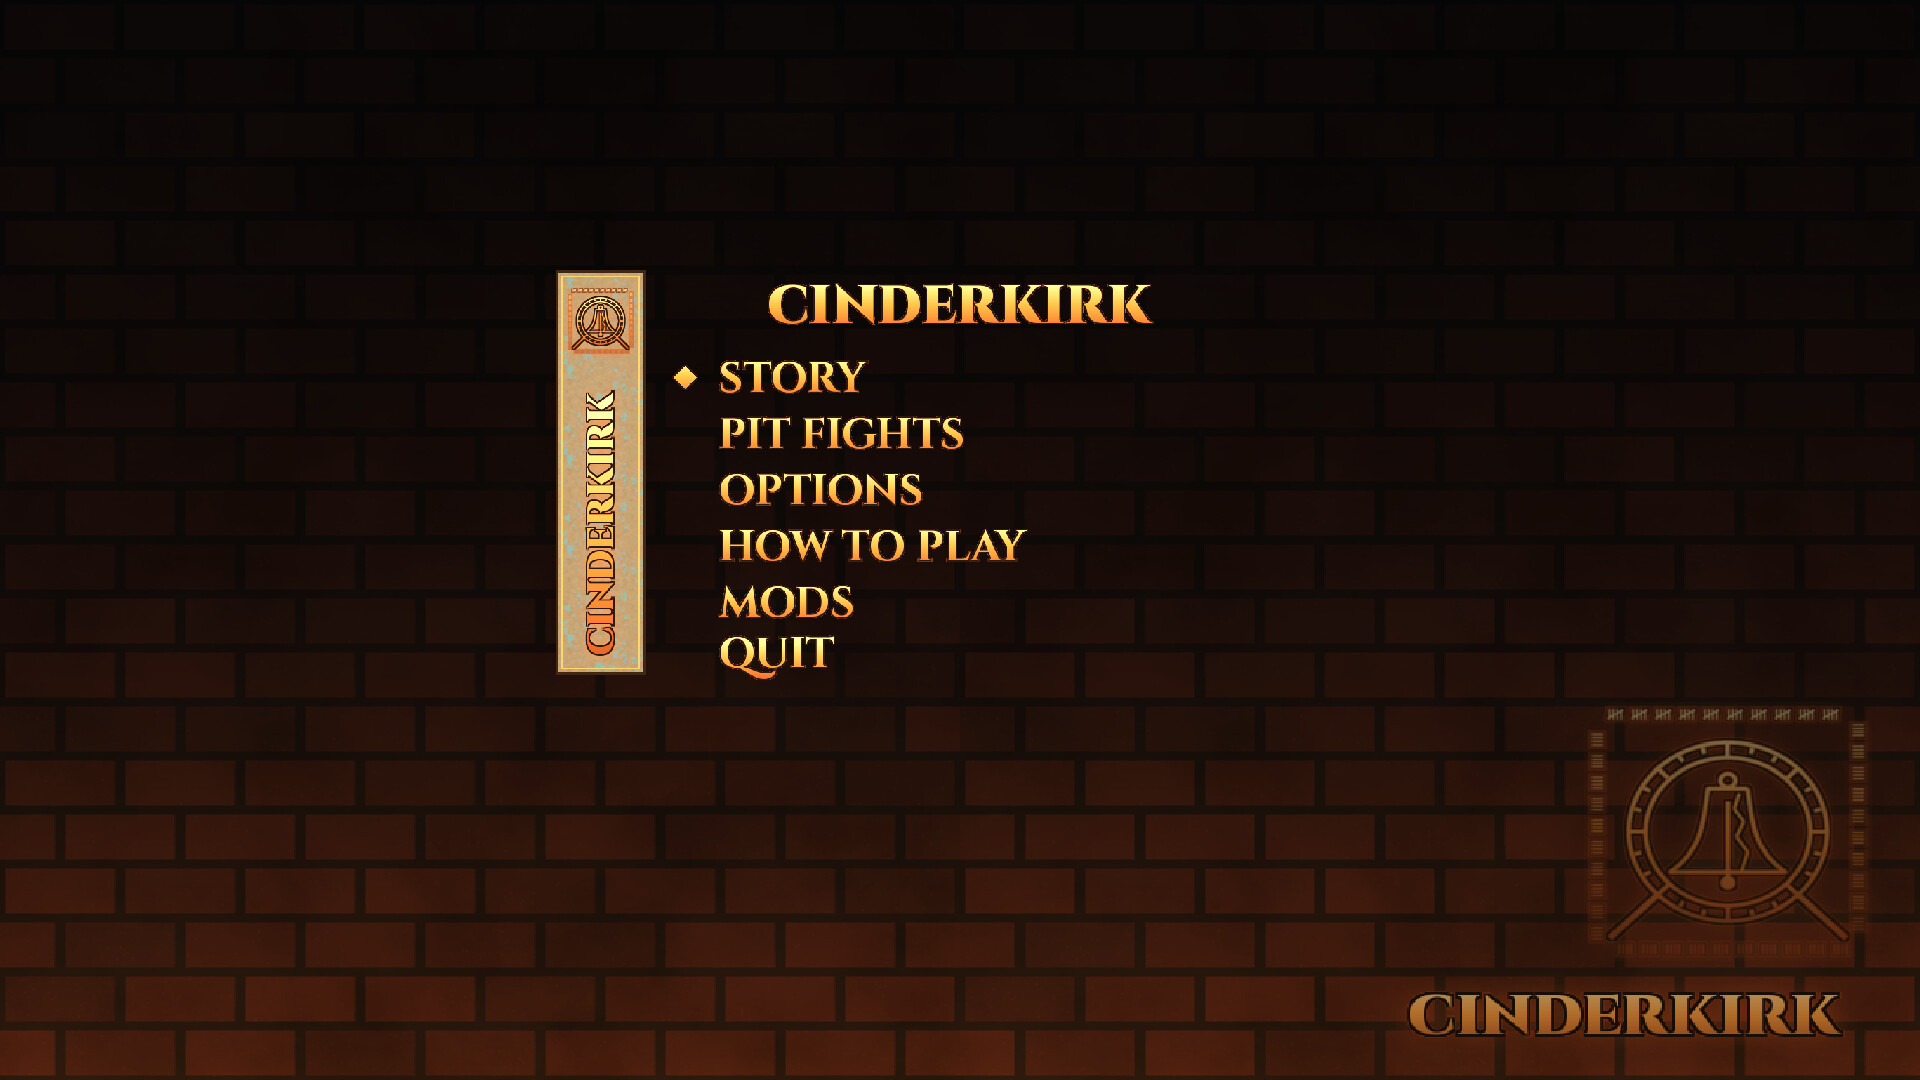 CINDERKIRK
CINDERKIRK
STORY
PIT FIGHTS
OPTIONS
HOW TO PLAY
MODS
QUIT
CINDERKIRK